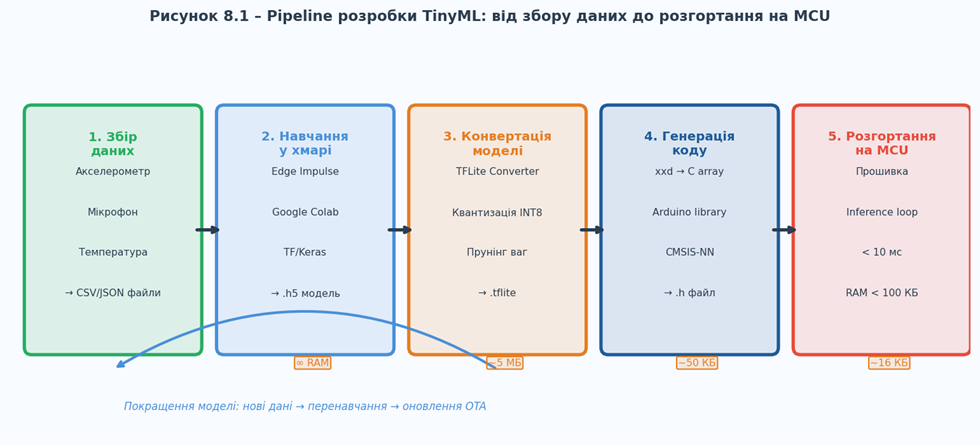 Рисунок 8.1 – Pipeline розробки TinyML: від збору даних до розгортання на MCU
1. Збір
даних
Акселерометр
Мікрофон
Температура
→ CSV/JSON файли
2. Навчання
у хмарі
Edge Impulse
Google Colab
TF/Keras
→ .h5 модель
∞ RAM
3. Конвертація
моделі
TFLite Converter
Квантизація INT8
Прунінг ваг
→ .tflite
~5 МБ
4. Генерація
коду
xxd → C array
Arduino library
CMSIS-NN
→ .h файл
~50 КБ
5. Розгортання
на MCU
Прошивка
Inference loop
< 10 мс
RAM < 100 КБ
~16 КБ
Покращення моделі: нові дані → перенавчання → оновлення OTA